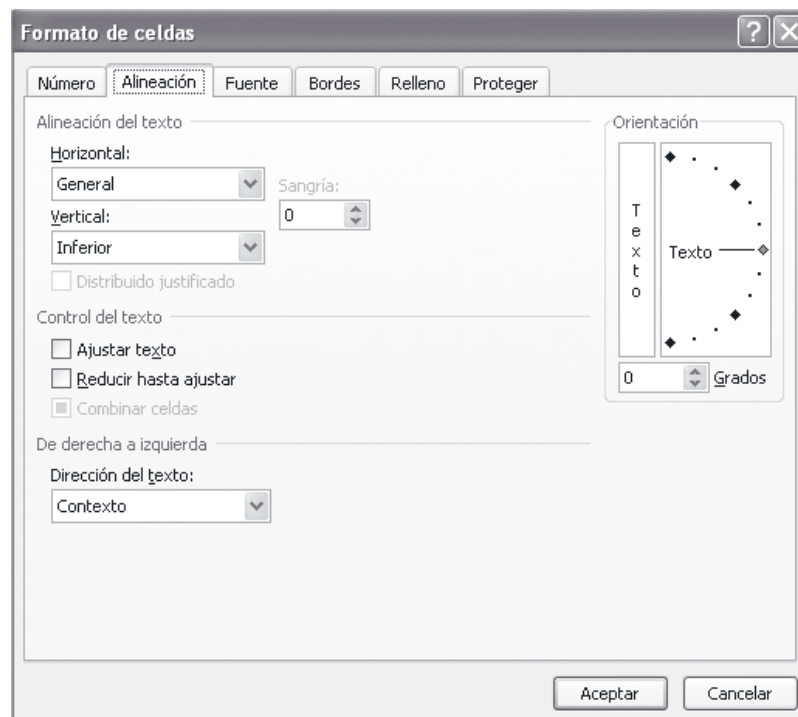 Formato de celdas
Número Alineación Fuente Bordes Relleno Proteger
Alineación del texto
Horizontal:
General
Sangría:
0
Vertical:
Inferior
Distribuido justificado
Control del texto
Ajustar texto
Reducir hasta ajustar
Combinar celdas
De derecha a izquierda
Dirección del texto:
Contexto
Orientación
Texto
Texto
0 Grados
Aceptar Cancelar